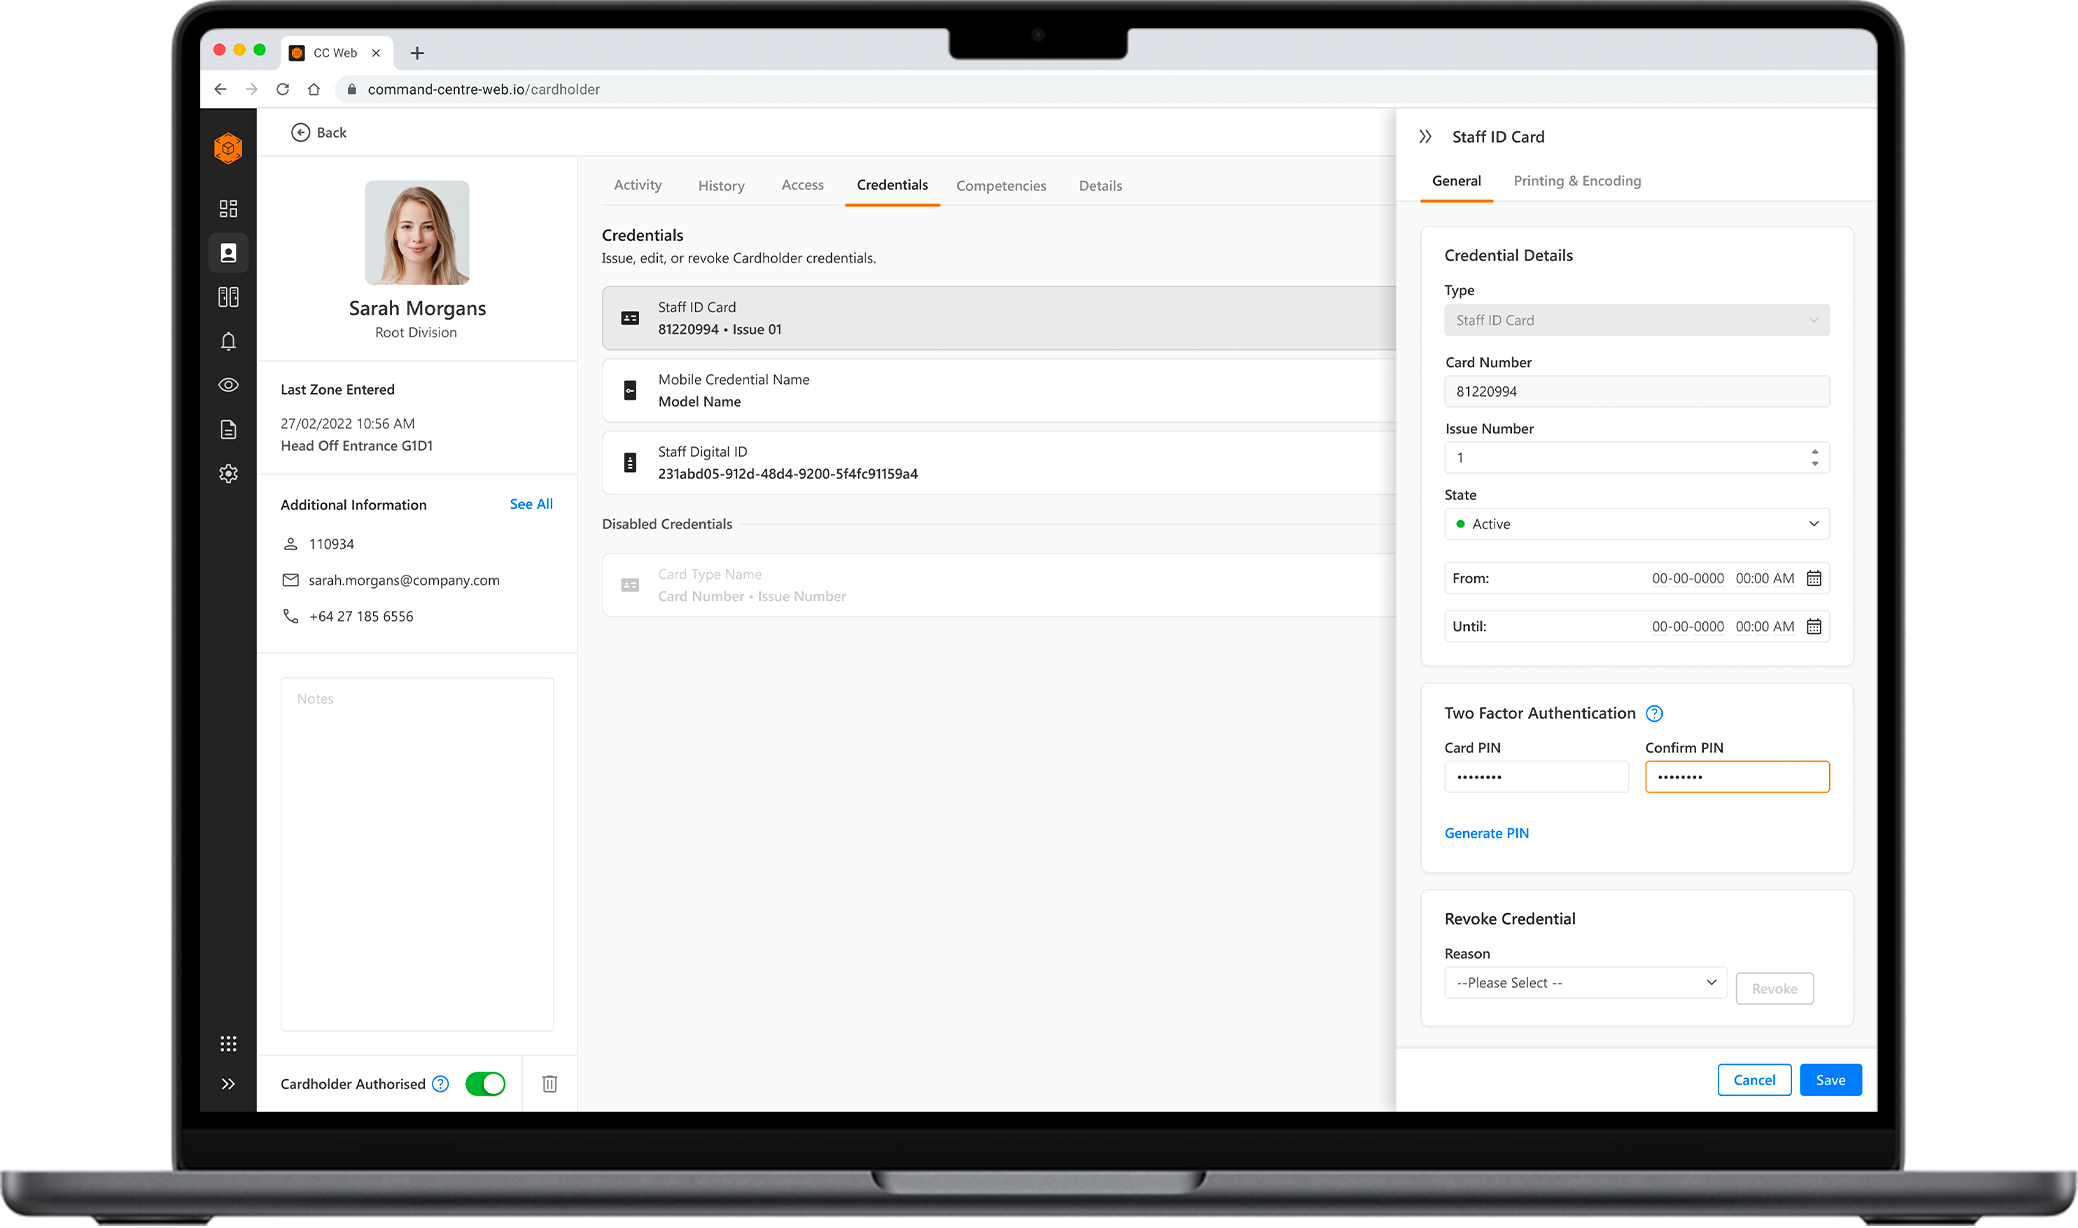 CC Web
command-centre-web.io/cardholder
Back
Sarah Morgans
Root Division
Last Zone Entered
27/02/2022 10:56 AM
Head Off Entrance G1D1
Additional Information
See All
110934
sarah.morgans@company.com
+64 27 185 6556
Notes
Cardholder Authorised ?
Activity
History
Access
Credentials
Competencies
Details
Credentials
Issue, edit, or revoke Cardholder credentials.
Staff ID Card
81220994 • Issue 01
Mobile Credential Name
Model Name
Staff Digital ID
231abd05-912d-48d4-9200-5f4fc91159a4
Disabled Credentials
Card Type Name
Card Number • Issue Number
Staff ID Card
General
Printing & Encoding
Credential Details
Type
Staff ID Card
Card Number
81220994
Issue Number
1
State
Active
From: 00-00-0000 00:00 AM
Until: 00-00-0000 00:00 AM
Two Factor Authentication ?
Card PIN
Confirm PIN
••••••••
••••••••
Generate PIN
Revoke Credential
Reason
--Please Select --
Revoke
Cancel
Save